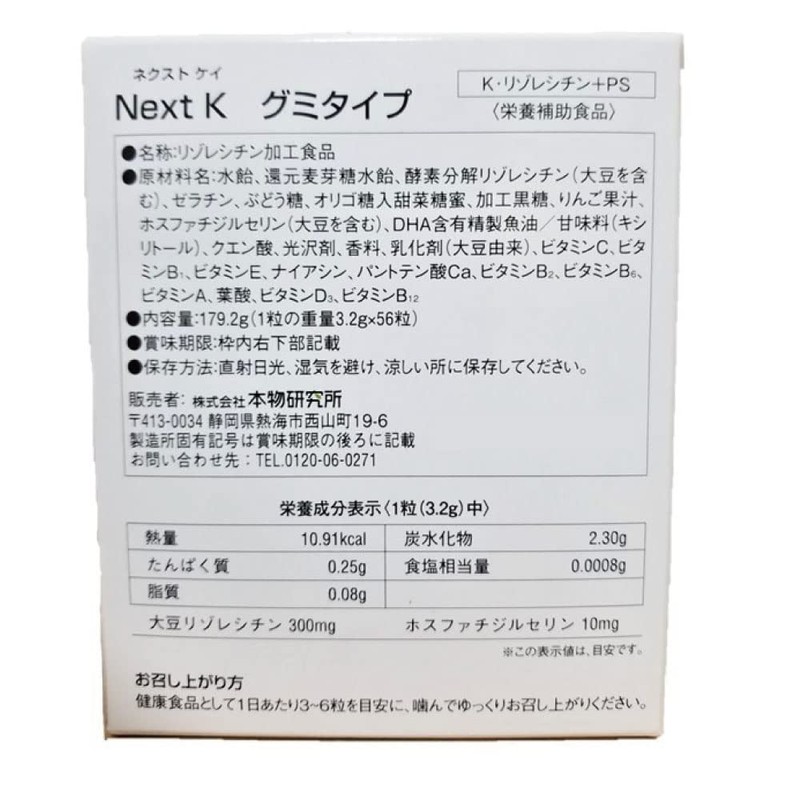 ネクスト ケイ
Next K グミタイプ
K・リゾレシチン+PS
〈栄養補助食品〉
●名称:リゾレシチン加工食品
●原材料名:水飴、還元麦芽糖水飴、酵素分解リゾレシチン(大豆を含
む)、ゼラチン、ぶどう糖、オリゴ糖入甜菜糖蜜、加工黒糖、りんご果汁、
ホスファチジルセリン(大豆を含む)、DHA含有精製魚油/甘味料(キシ
リトール)、クエン酸、光沢剤、香料、乳化剤(大豆由来)、ビタミンC、ビタ
ミンB₁、ビタミンE、ナイアシン、パントテン酸Ca、ビタミンB₂、ビタミンB₆、
ビタミンA、葉酸、ビタミンD₃、ビタミンB₁₂
●内容量:179.2g(1粒の重量3.2g×56粒)
●賞味期限:枠内右下部記載
●保存方法:直射日光、湿気を避け、涼しい所に保存してください。
販売者: 株式会社本物研究所
〒413-0034 静岡県熱海市西山町19-6
製造所固有記号は賞味期限の後ろに記載
お問い合わせ先:TEL.0120-06-0271
栄養成分表示〈1粒(3.2g)中〉
熱量 10.91kcal 炭水化物 2.30g
たんぱく質 0.25g 食塩相当量 0.0008g
脂質 0.08g
大豆リゾレシチン 300mg ホスファチジルセリン 10mg
※この表示値は、目安です。
お召し上がり方
健康食品として1日あたり3~6粒を目安に、噛んでゆっくりお召し上がりください。